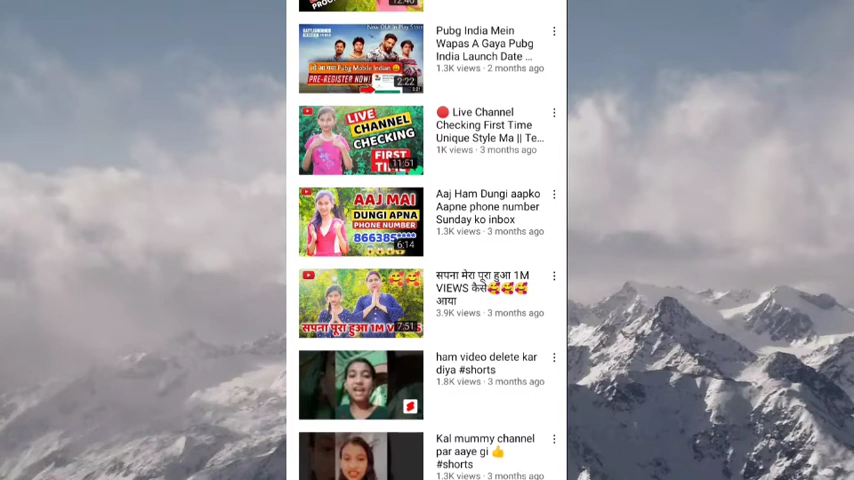 New Out In Play Store
PRE-REGISTER NOW!
2:22
Pubg India Mein
Wapas A Gaya Pubg
India Launch Date ...
1.3K views · 2 months ago
LIVE
CHANNEL
CHECKING
FIRST
11:51
🔴 Live Channel
Checking First Time
Unique Style Ma || Te...
1K views · 3 months ago
AAJ MAI
DUNGI APNA
PHONE NUMBER
6:14
Aaj Ham Dungi aapko
Aapne phone number
Sunday ko inbox
1.3K views · 3 months ago
सपना पूरा हुआ 1M
7:51
सपना मेरा पूरा हुआ 1M
VIEWS कैसे🥰🥰🥰
आया
3.9K views · 3 months ago
ham video delete kar
diya #shorts
1.8K views · 3 months ago
Kal mummy channel
par aaye gi 👍
#shorts
1.3K views · 3 months ago